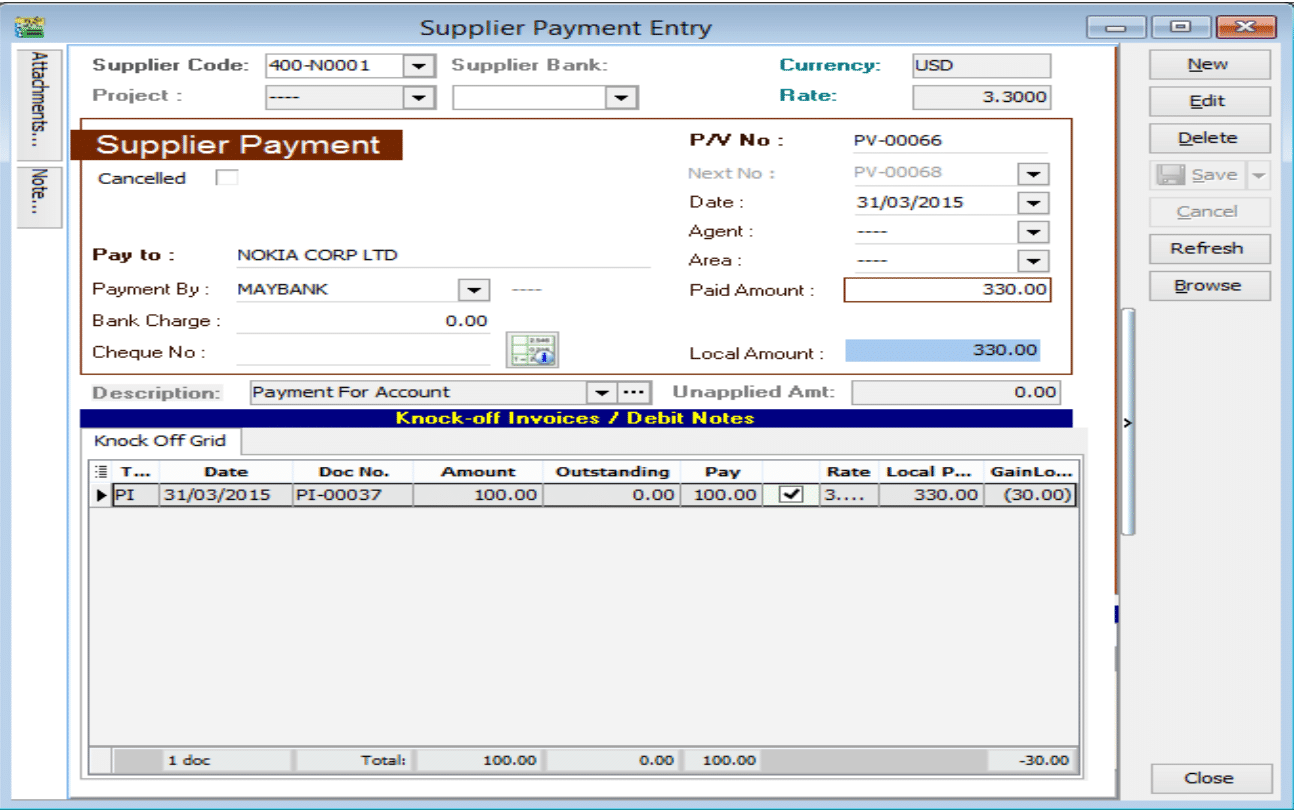 Supplier Payment Entry
Attachments...
Note...
Supplier Code: 400-N0001 Supplier Bank: Currency: USD
Project : ---- Rate: 3.3000
Supplier Payment
Cancelled
P/V No : PV-00066
Next No : PV-00068
Date : 31/03/2015
Agent : ----
Area : ----
Pay to : NOKIA CORP LTD
Payment By : MAYBANK ----
Paid Amount : 330.00
Bank Charge : 0.00
Cheque No :
Local Amount : 330.00
Description: Payment For Account ... Unapplied Amt: 0.00
Knock-off Invoices / Debit Notes
Knock Off Grid
T... Date Doc No. Amount Outstanding Pay Rate Local P... GainLo...
PI 31/03/2015 PI-00037 100.00 0.00 100.00 3.... 330.00 (30.00)
1 doc Total: 100.00 0.00 100.00 -30.00
New
Edit
Delete
Save
Cancel
Refresh
Browse
>
Close